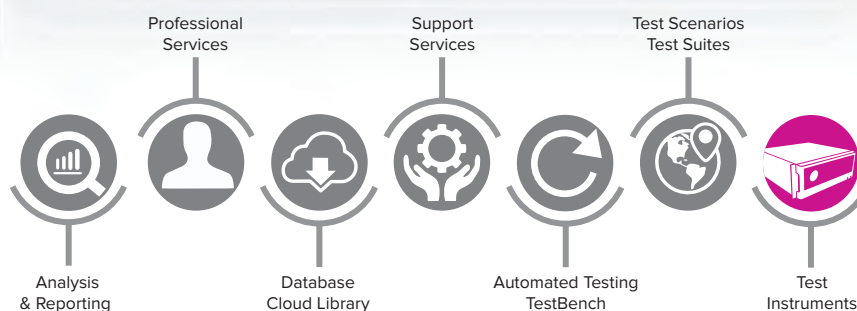 Professional
Services
Support
Services
Test Scenarios
Test Suites
Analysis
& Reporting
Database
Cloud Library
Automated Testing
TestBench
Test
Instruments